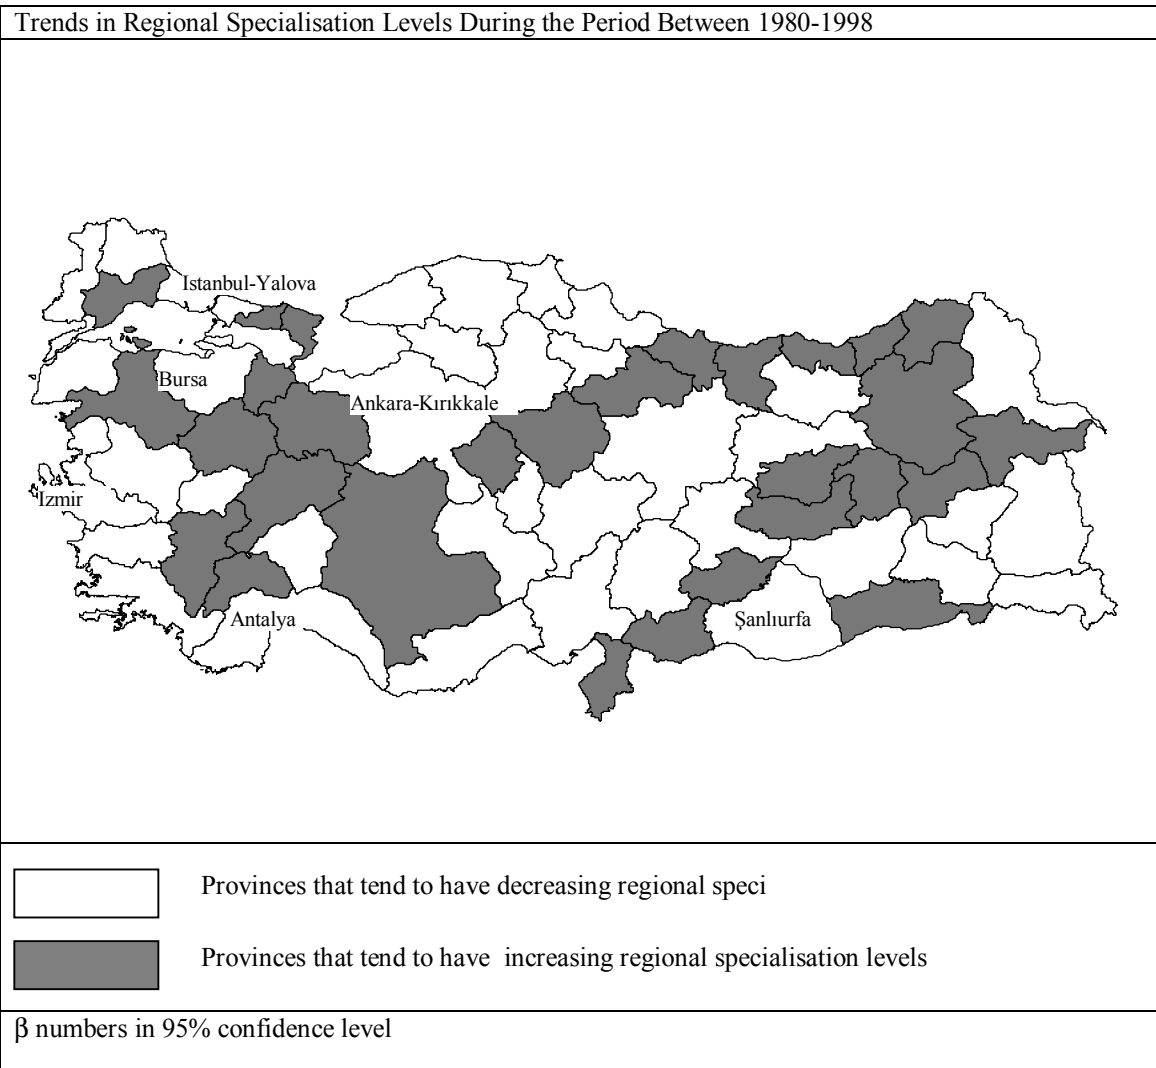 Trends in Regional Specialisation Levels During the Period Between 1980-1998
Istanbul-Yalova
Bursa
Ankara-Kırıkkale
Izmir
Antalya
Şanlıurfa
Provinces that tend to have decreasing regional speci
Provinces that tend to have increasing regional specialisation levels
β numbers in 95% confidence level